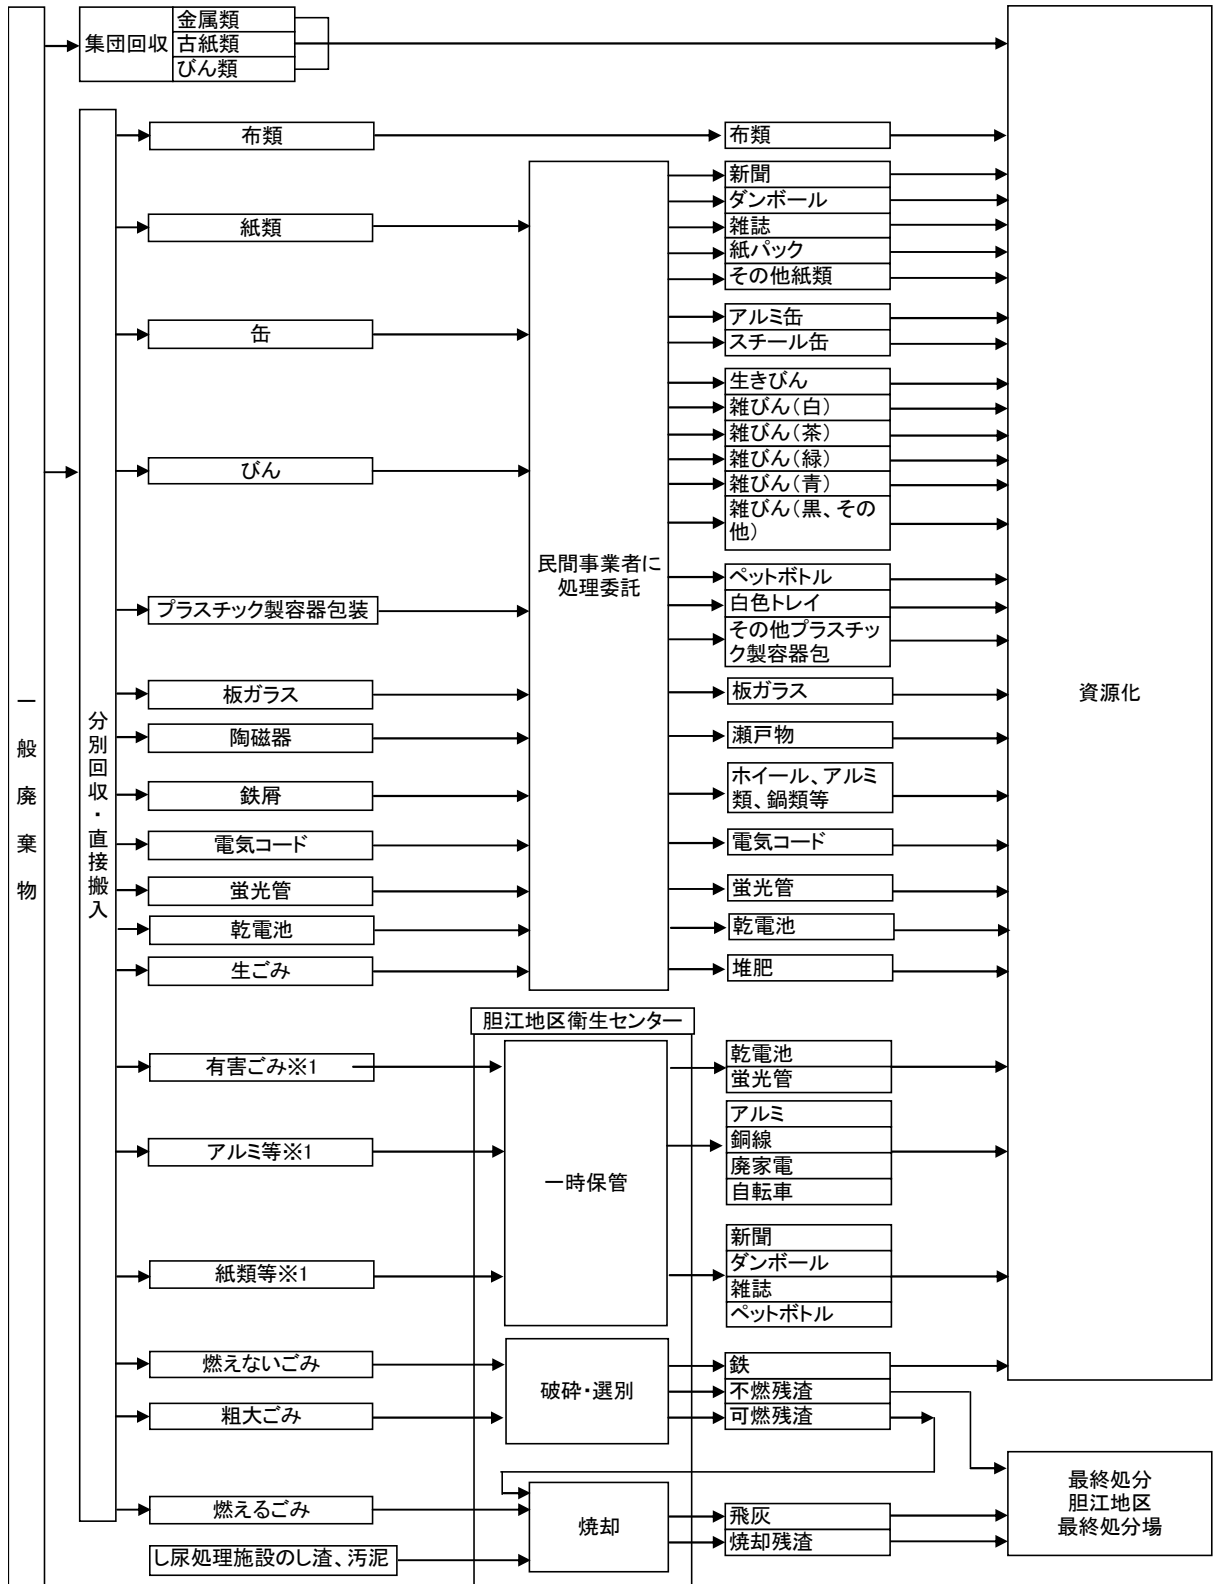 一般廃棄物
集団回収
金属類
古紙類
びん類
分別回収・直接搬入
布類
布類
紙類
新聞
ダンボール
雑誌
紙パック
その他紙類
缶
アルミ缶
スチール缶
びん
生きびん
雑びん（白）
雑びん（茶）
雑びん（緑）
雑びん（青）
雑びん（黒、その
他）
民間事業者に
処理委託
プラスチック製容器包装
ペットボトル
白色トレイ
その他プラスチッ
ク製容器包
板ガラス
板ガラス
陶磁器
瀬戸物
鉄屑
ホイール、アルミ
類、鍋類等
電気コード
電気コード
蛍光管
蛍光管
乾電池
乾電池
生ごみ
堆肥
資源化
胆江地区衛生センター
有害ごみ※1
乾電池
蛍光管
アルミ等※1
一時保管
アルミ
銅線
廃家電
自転車
紙類等※1
新聞
ダンボール
雑誌
ペットボトル
燃えないごみ
粗大ごみ
破砕・選別
鉄
不燃残渣
可燃残渣
燃えるごみ
し尿処理施設のし渣、汚泥
焼却
飛灰
焼却残渣
最終処分
胆江地区
最終処分場